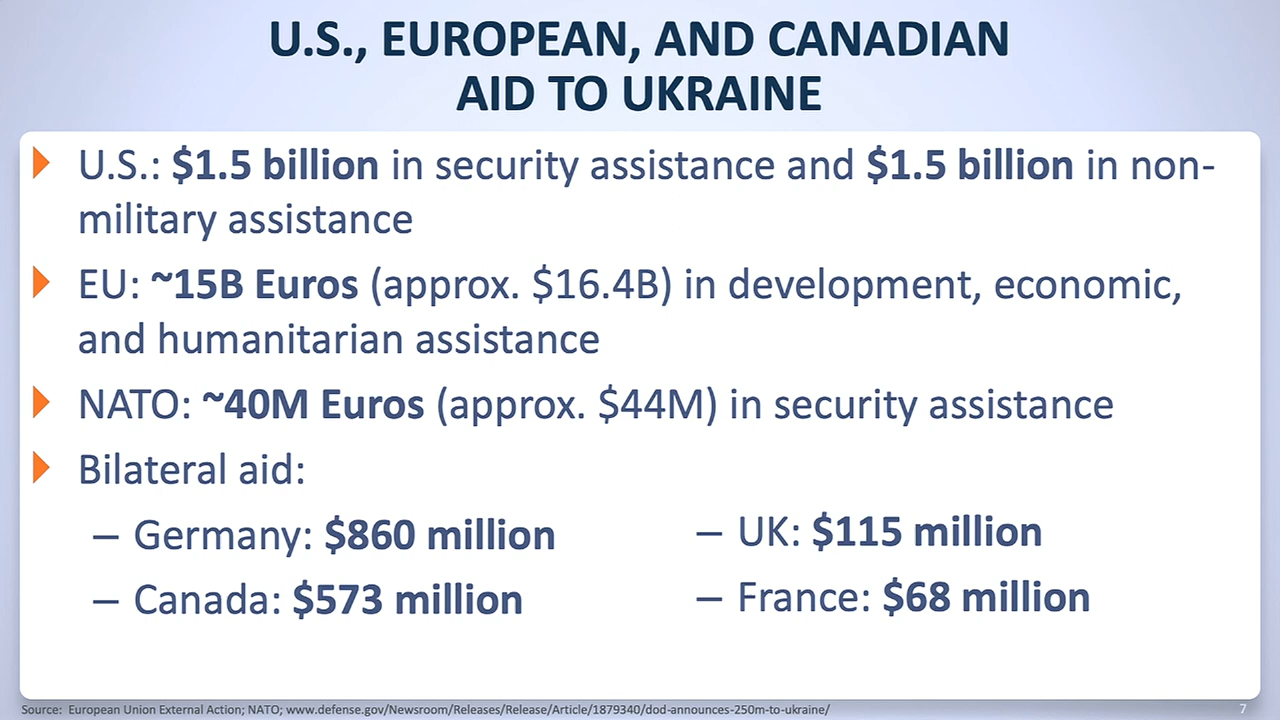 U.S., EUROPEAN, AND CANADIAN
AID TO UKRAINE
U.S.: $1.5 billion in security assistance and $1.5 billion in non-
military assistance
EU: ~15B Euros (approx. $16.4B) in development, economic,
and humanitarian assistance
NATO: ~40M Euros (approx. $44M) in security assistance
Bilateral aid:
– Germany: $860 million
– Canada: $573 million
– UK: $115 million
– France: $68 million
Source: European Union External Action; NATO; www.defense.gov/Newsroom/Releases/Release/Article/1879340/dod-announces-250m-to-ukraine/
7